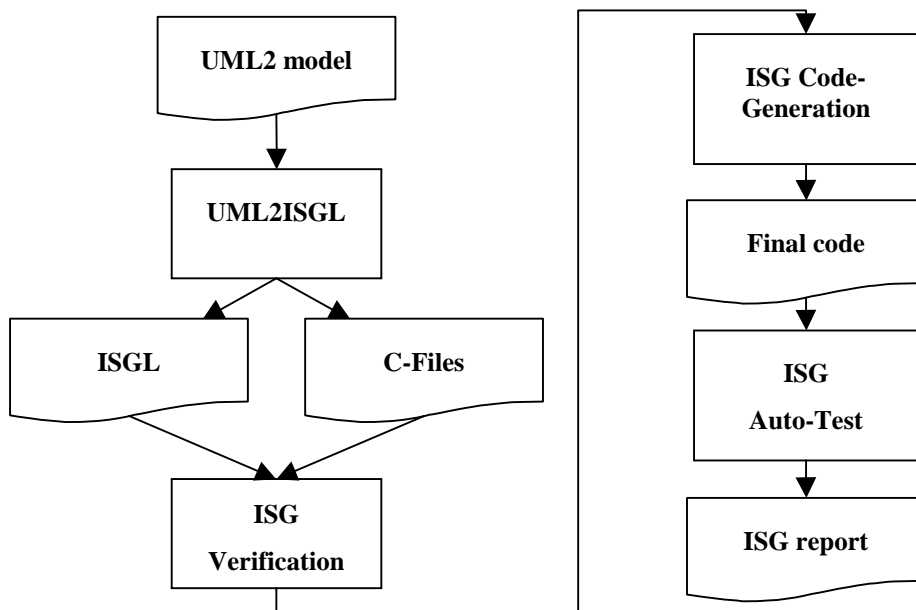 UML2 model
UML2ISGL
ISGL
C-Files
ISG
Verification
ISG Code-
Generation
Final code
ISG
Auto-Test
ISG report